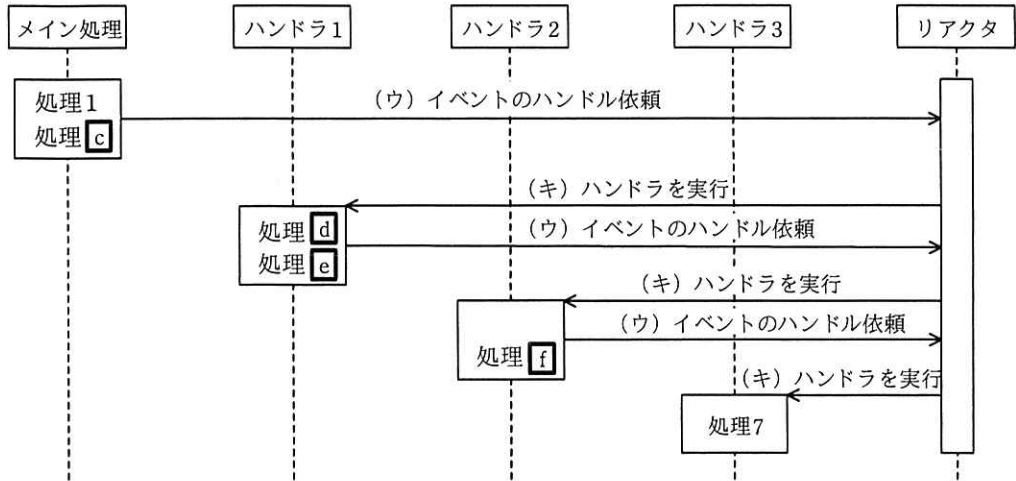 メイン処理
ハンドラ1
ハンドラ2
ハンドラ3
リアクタ
処理1
処理 c
（ウ）イベントのハンドル依頼
（キ）ハンドラを実行
処理 d
処理 e
（ウ）イベントのハンドル依頼
（キ）ハンドラを実行
（ウ）イベントのハンドル依頼
処理 f
（キ）ハンドラを実行
処理7